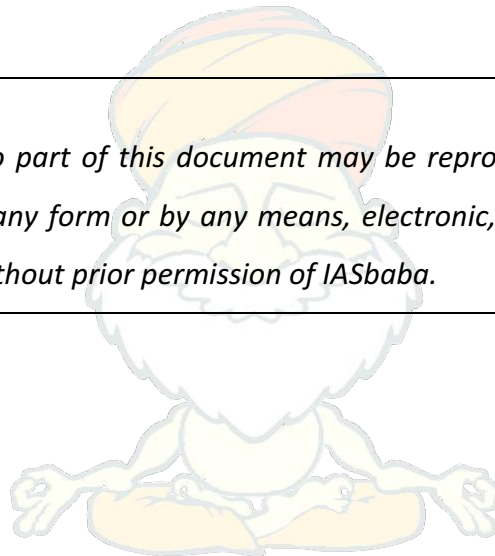 part of this document may be repro
any form or by any means, electronic,
thout prior permission of IASbaba.